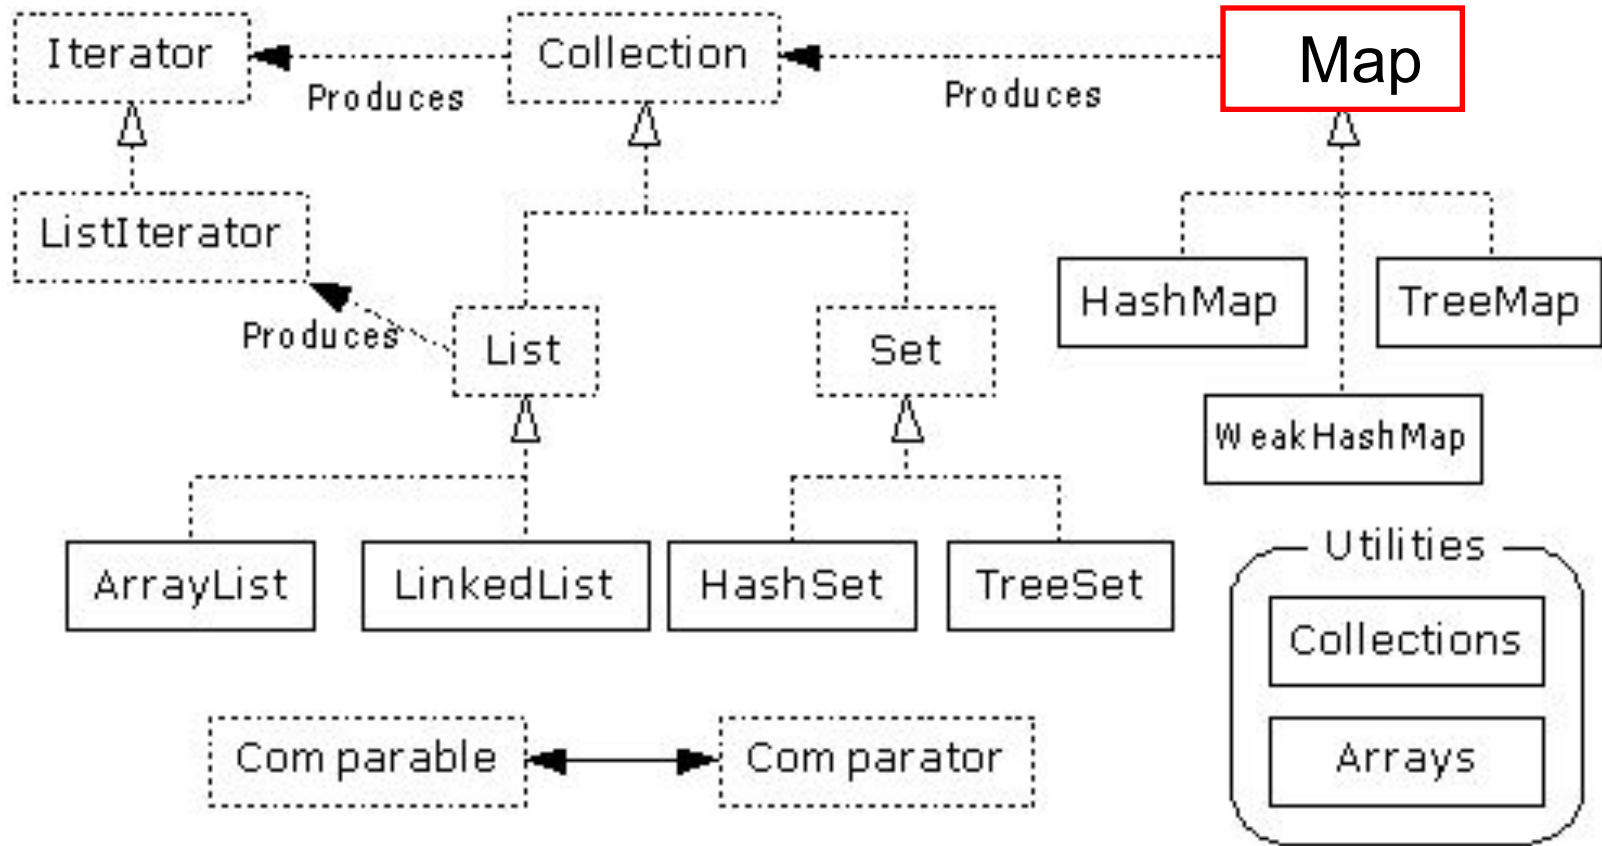 Iterator
Collection
Map
Produces
Produces
ListIterator
HashMap
TreeMap
Produces
List
Set
WeakHashMap
Utilities
ArrayList
LinkedList
HashSet
TreeSet
Collections
Comparable
Comparator
Arrays